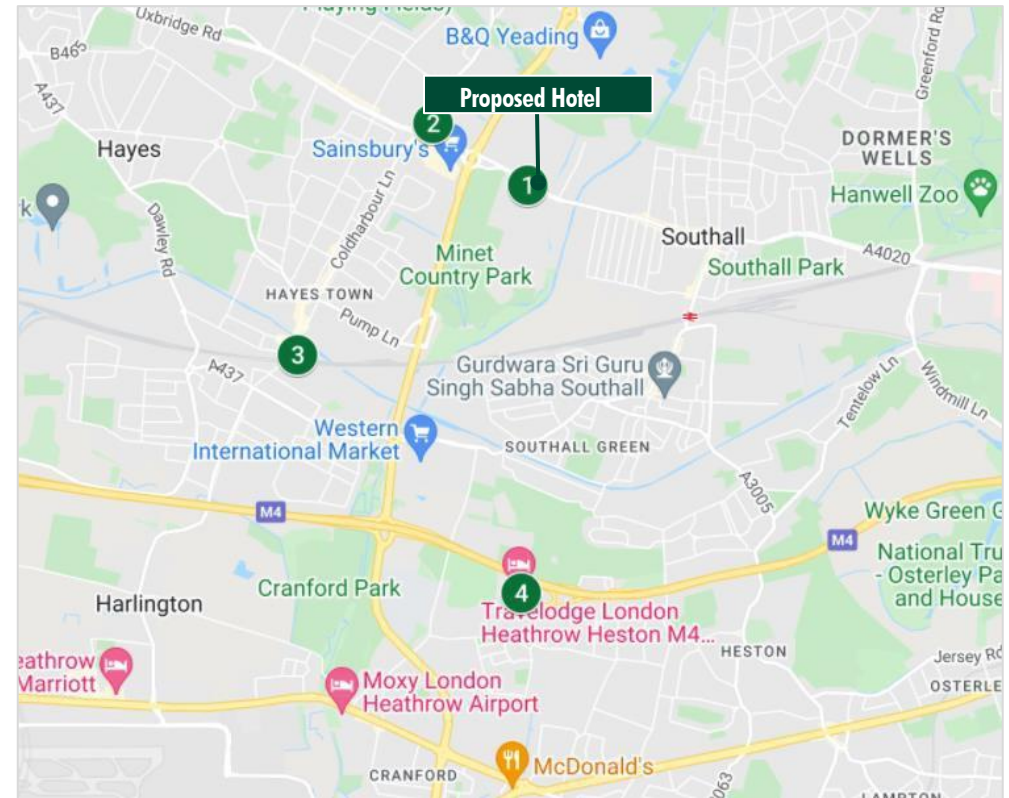 Playing Fields)
Uxbridge Rd
B&Q Yeading
B465
Greenford Rd
A437
Proposed Hotel
2
DORMER'S
WELLS
Hayes
Sainsbury's
1
Hanwell Zoo
k
Coldharbour Ln
Dawley Rd
Southall
Minet
Country Park
A4020
Southall Park
HAYES TOWN
Pump Ln
3
A437
Gurdwara Sri Guru
Singh Sabha Southall
Tentelow Ln
Windmill Ln
Western
International Market
SOUTHALL GREEN
A3005
M4
Wyke Green G
M4
National Tru
- Osterley Pa
and House
Cranford Park
4
Harlington
Travelodge London
Heathrow Heston M4...
HESTON
Jersey Rd
eathrow
Marriott
OSTERLE
Moxy London
Heathrow Airport
McDonald's
CRANFORD
063
LAMPTON